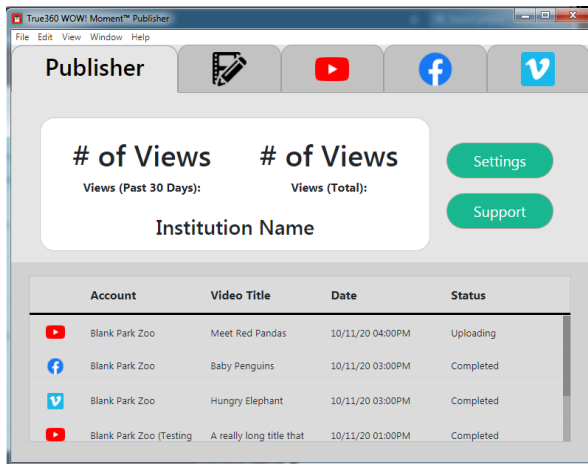 True360 WOW! Moment™ Publisher
File Edit View Window Help
Publisher
# of Views # of Views
Views (Past 30 Days): Views (Total):
Institution Name
Settings
Support
Account Video Title Date Status
Blank Park Zoo Meet Red Pandas 10/11/20 04:00PM Uploading
Blank Park Zoo Baby Penguins 10/11/20 03:00PM Completed
Blank Park Zoo Hungry Elephant 10/11/20 03:00PM Completed
Blank Park Zoo (Testing A really long title that 10/11/20 01:00PM Completed